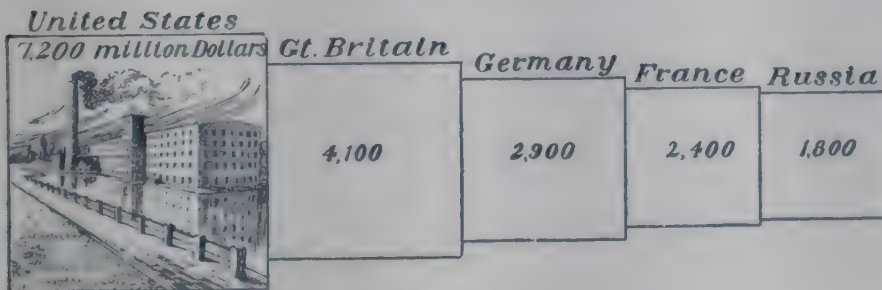 United States
7,200 million Dollars
Gt. Britain
4,100
Germany
2,900
France
2,400
Russia
1,800